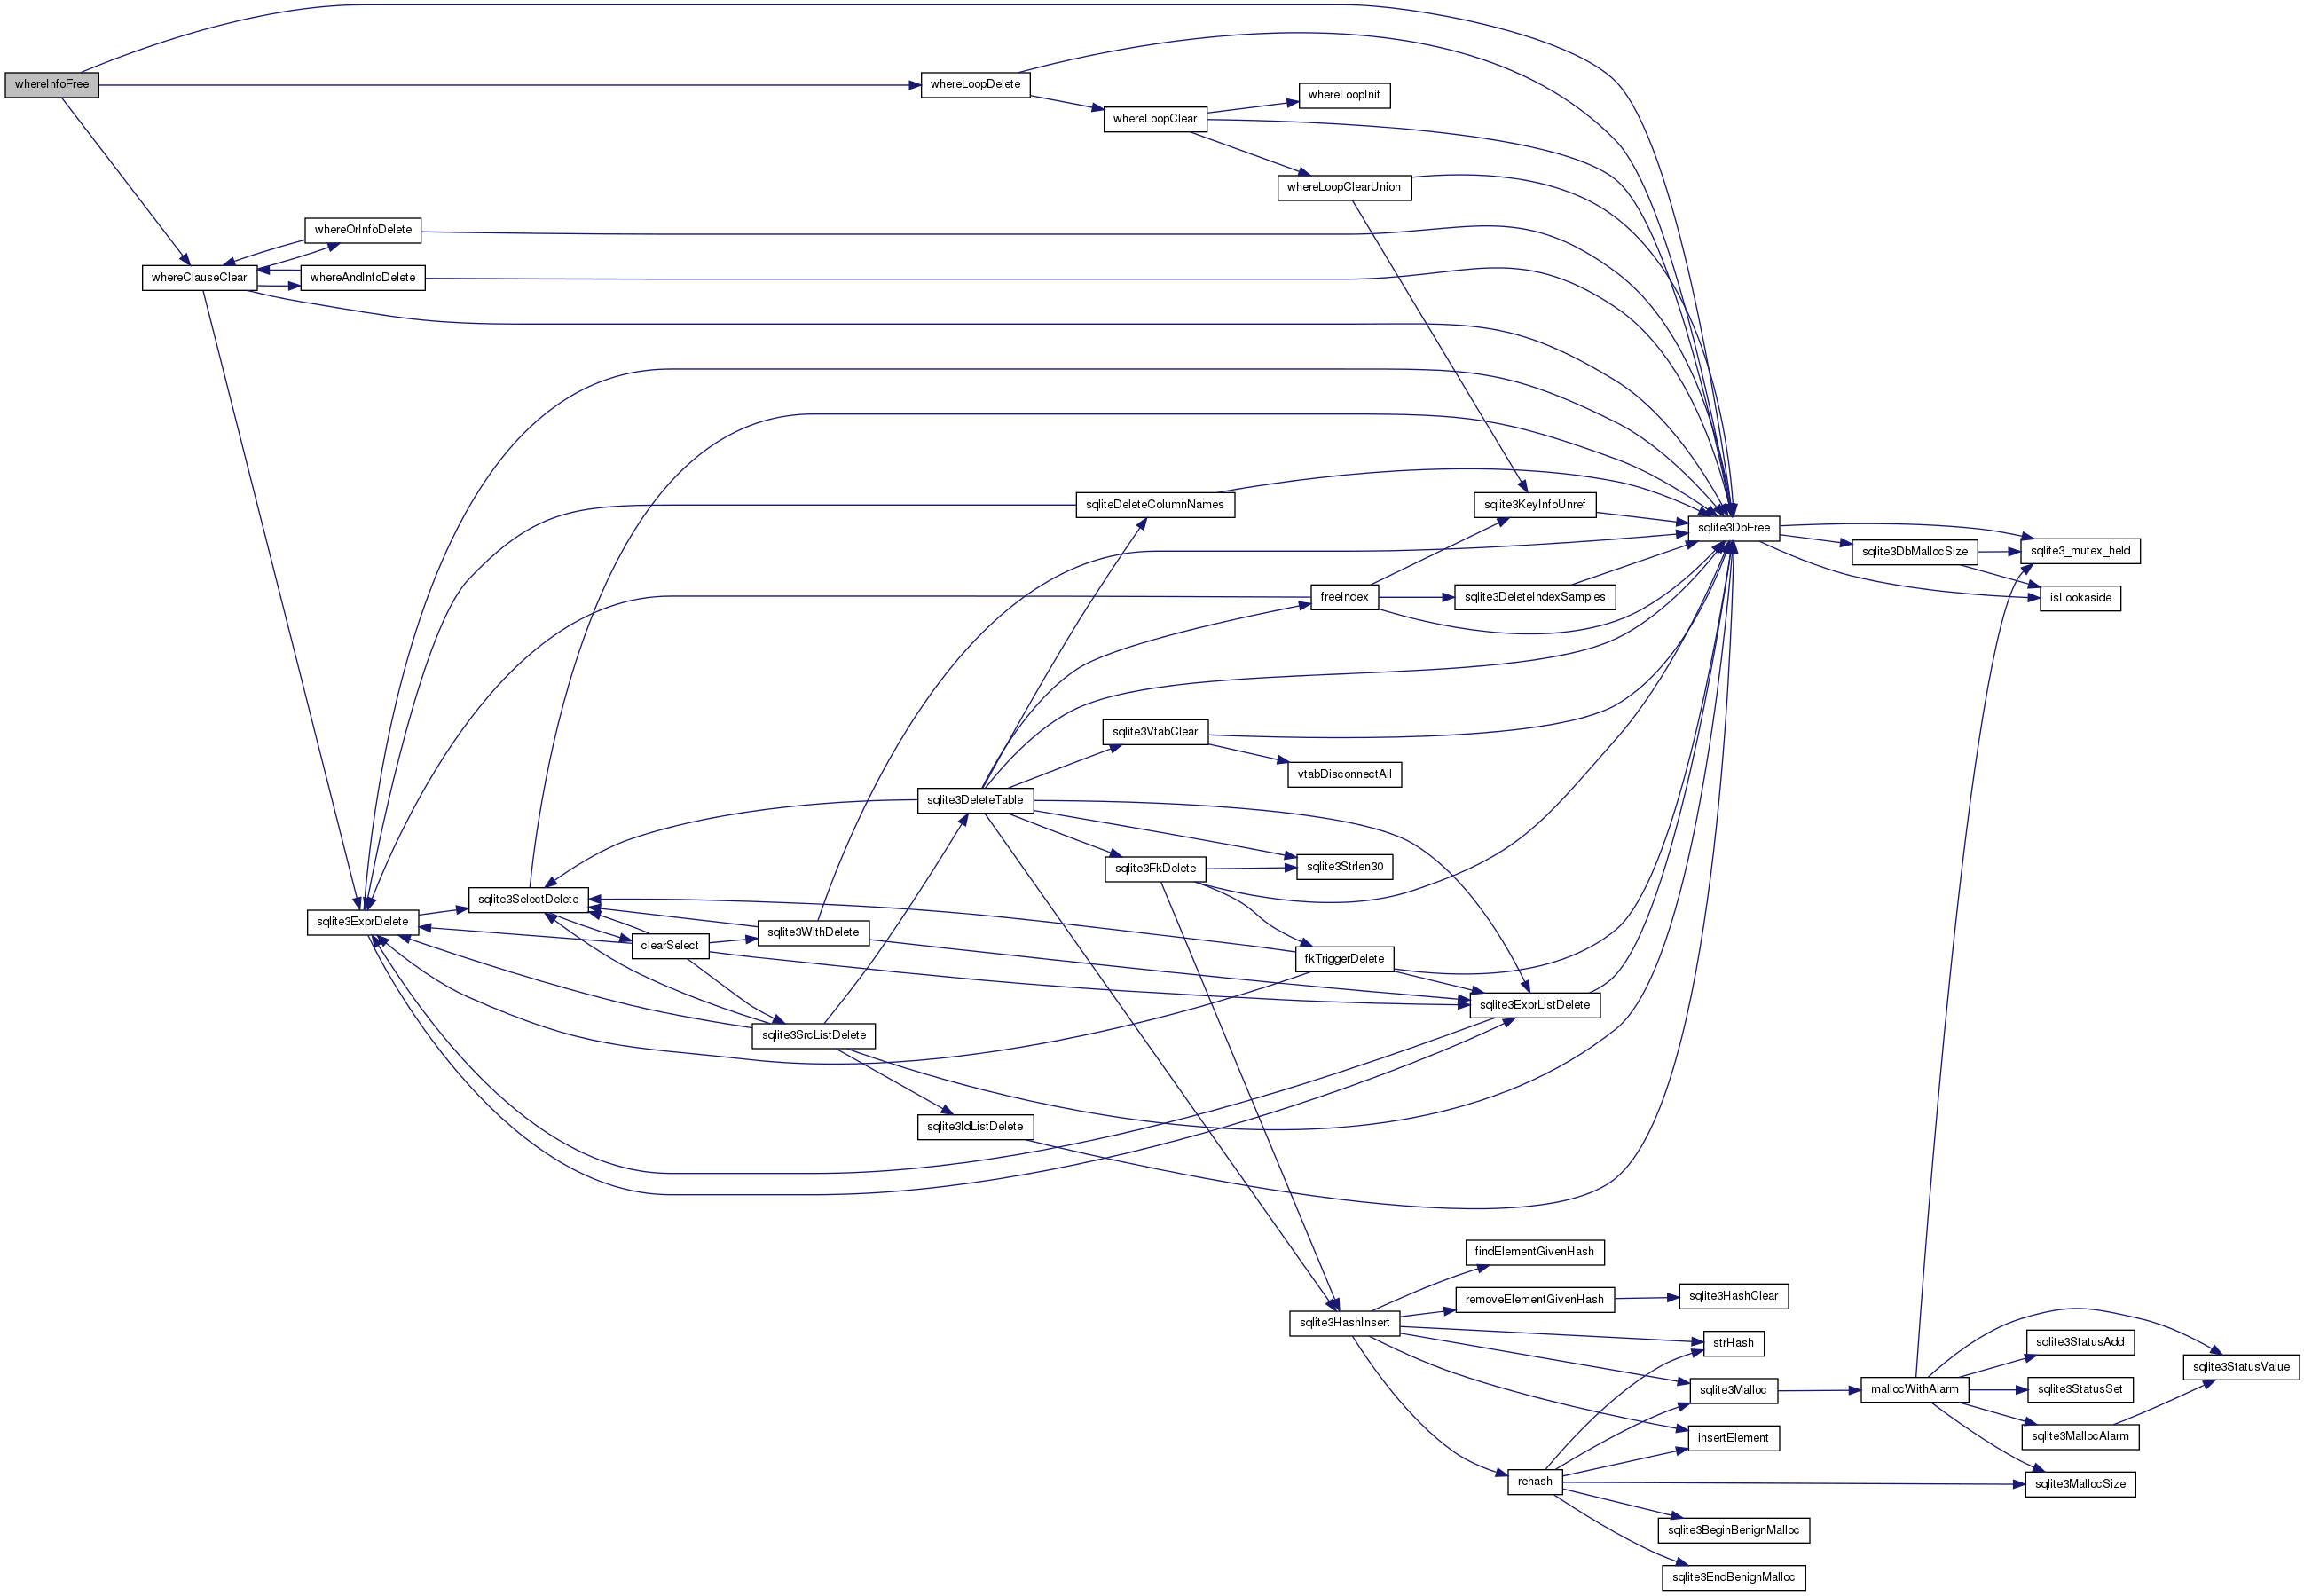 whereInfoFree
whereLoopDelete
whereLoopInit
whereLoopClear
whereLoopClearUnion
whereOrInfoDelete
whereClauseClear
whereAndInfoDelete
sqliteDeleteColumnNames
sqlite3KeyInfoUnref
sqlite3DbFree
sqlite3DbMallocSize
sqlite3_mutex_held
freeIndex
sqlite3DeleteIndexSamples
isLookaside
sqlite3VtabClear
vtabDisconnectAll
sqlite3DeleteTable
sqlite3FkDelete
sqlite3Strlen30
sqlite3SelectDelete
sqlite3ExprDelete
sqlite3WithDelete
clearSelect
fkTriggerDelete
sqlite3ExprListDelete
sqlite3SrcListDelete
sqlite3IdListDelete
findElementGivenHash
removeElementGivenHash
sqlite3HashClear
sqlite3HashInsert
strHash
sqlite3StatusAdd
sqlite3StatusValue
sqlite3Malloc
mallocWithAlarm
sqlite3StatusSet
insertElement
sqlite3MallocAlarm
rehash
sqlite3MallocSize
sqlite3BeginBenignMalloc
sqlite3EndBenignMalloc